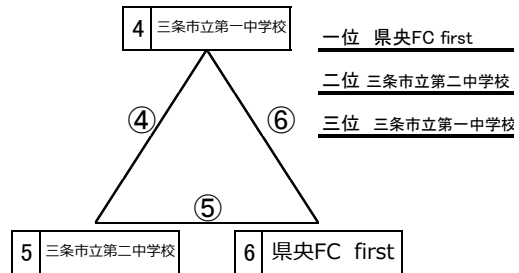 4 三条市立第一中学校
一位 県央FC first
二位 三条市立第二中学校
三位 三条市立第一中学校
④
⑥
⑤
5 三条市立第二中学校
6 県央FC first